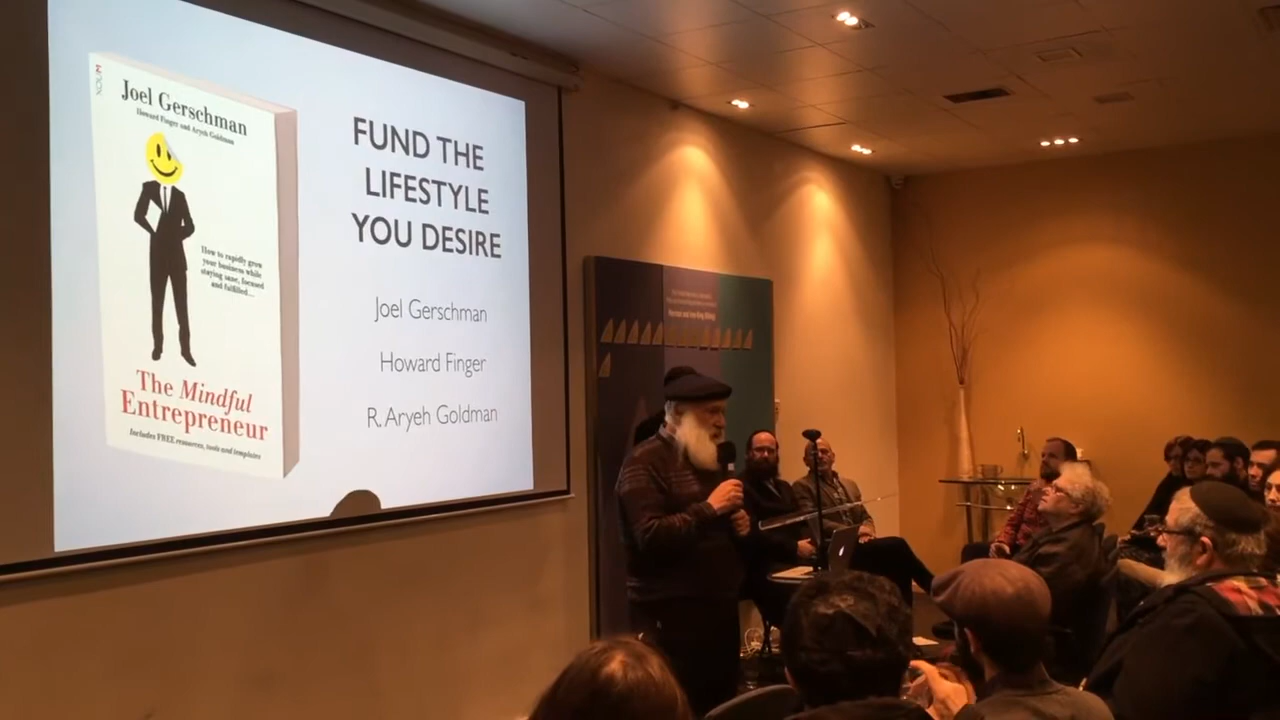 XOUM
Joel Gerschman
Howard Finger and Aryeh Goldman
How to rapidly grow
your business while
staying sane, focused
and fulfilled...
The Mindful
Entrepreneur
Includes FREE resources, tools and templates
FUND THE
LIFESTYLE
YOU DESIRE
Joel Gerschman
Howard Finger
R. Aryeh Goldman